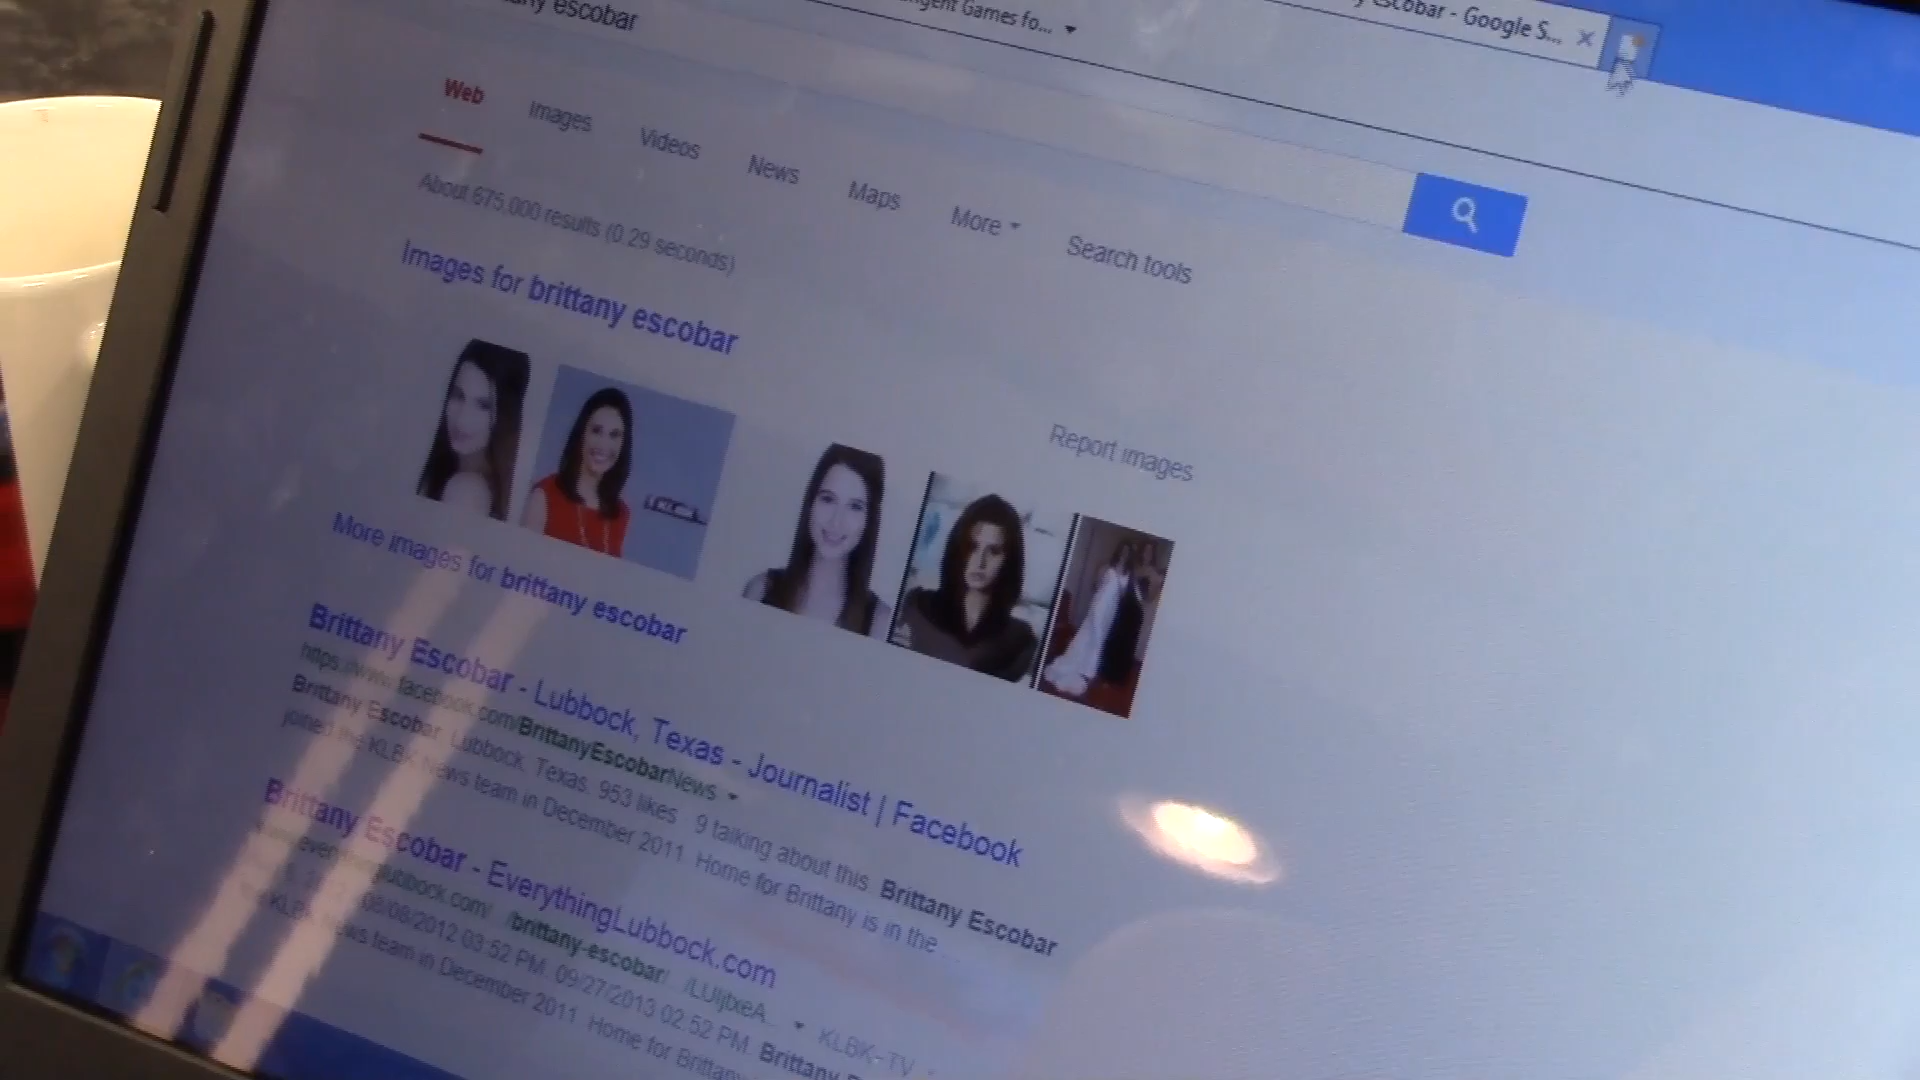 escobar
Games fo...
escobar - Google S...
Web Images Videos News Maps More Search tools
About 675,000 results (0.29 seconds)
Images for brittany escobar
Report images
More images for brittany escobar
Brittany Escobar - Lubbock, Texas - Journalist | Facebook
https://www.facebook.com/BrittanyEscobarNews
Brittany Escobar, Lubbock, Texas. 953 likes · 9 talking about this. Brittany Escobar
joined the KLBK News team in December 2011. Home for Brittany is in the ...
Brittany Escobar - EverythingLubbock.com
/brittany-escobar/ KLBK-TV
08/08/2012 03:52 PM. 09/27/2013 02:52 PM. Brittany
KLBK News team in December 2011. Home for Brittany